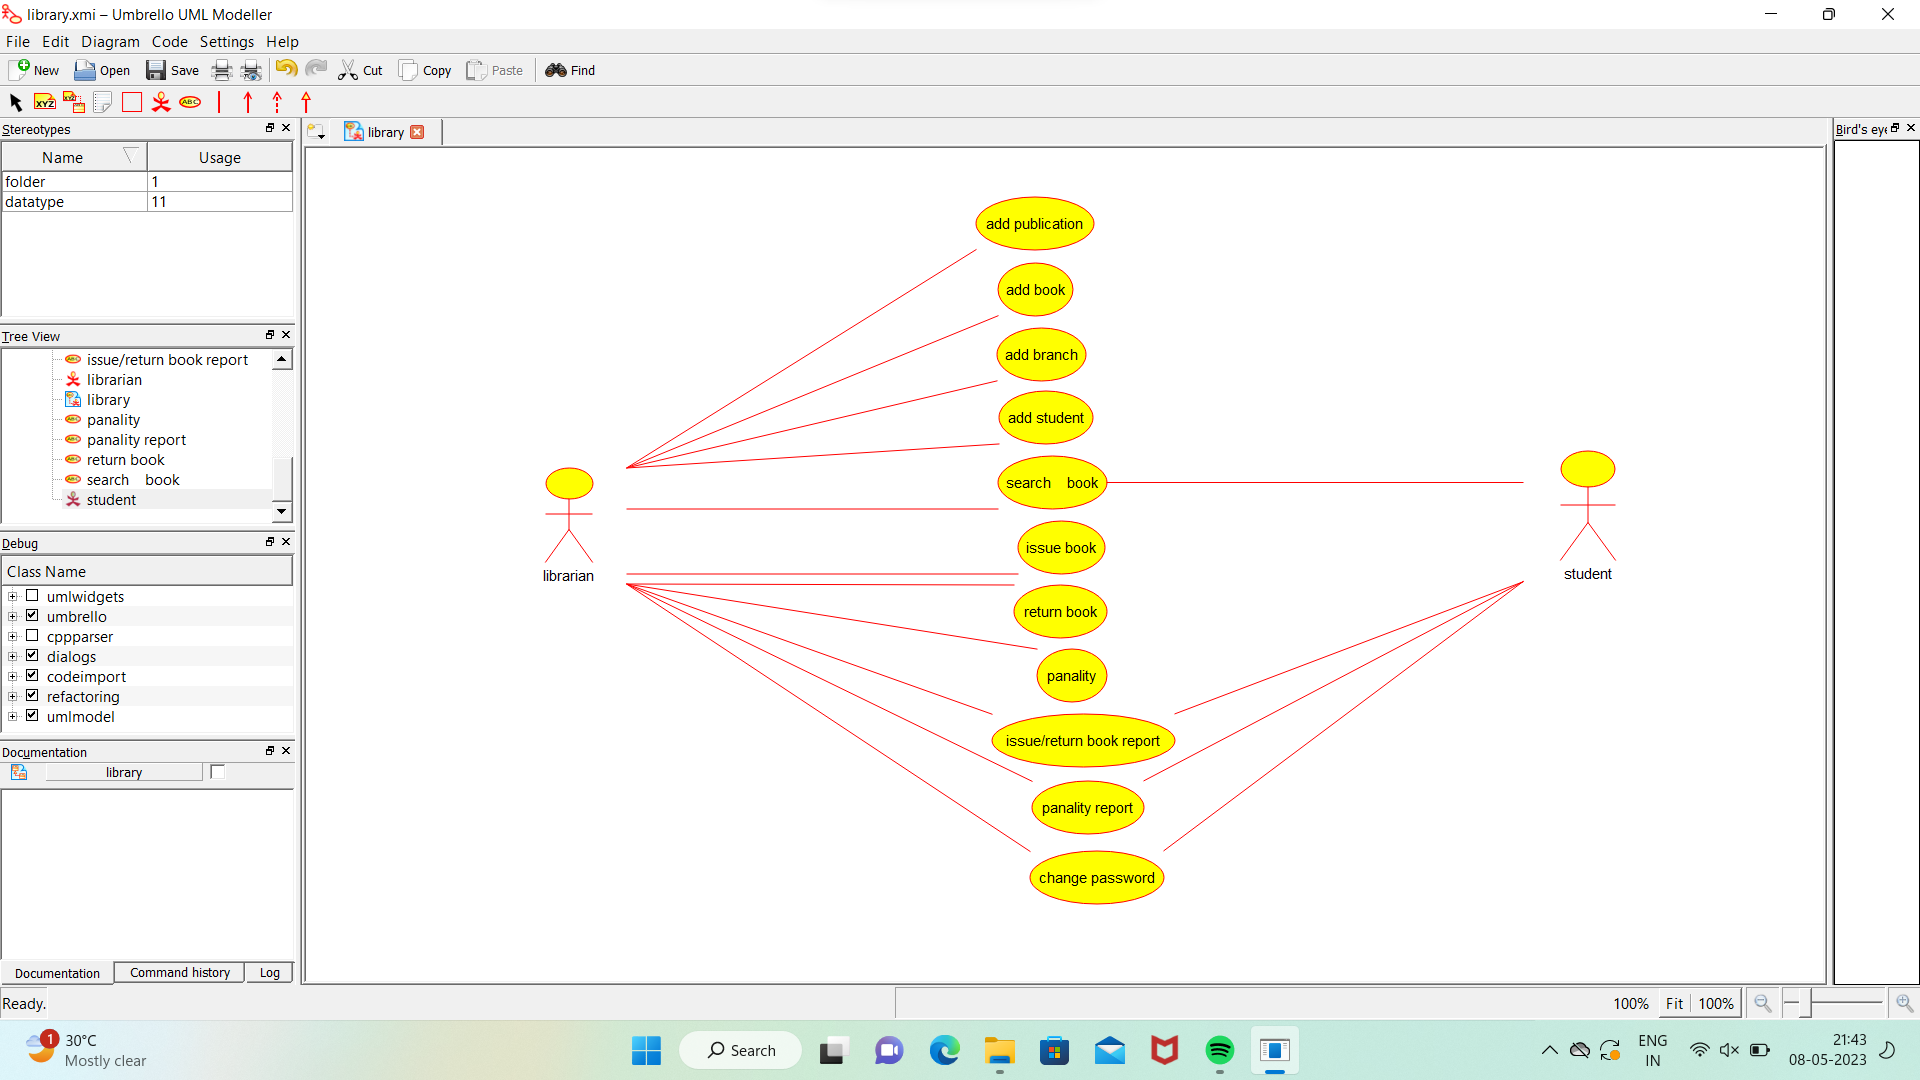 library.xmi – Umbrello UML Modeller
File Edit Diagram Code Settings Help
New Open Save Cut Copy Paste Find
XYZ XYZ ABC
Stereotypes
Name Usage
folder 1
datatype 11
Tree View
issue/return book report
librarian
library
panality
panality report
return book
search book
student
Debug
Class Name
umlwidgets
umbrello
cppparser
dialogs
codeimport
refactoring
umlmodel
Documentation
library
Documentation Command history Log
library
add publication
add book
add branch
add student
search book
issue book
return book
panality
issue/return book report
panality report
change password
librarian
student
Bird's eye
Ready.
100% Fit 100%
1
30°C
Mostly clear
Search
ENG
IN
21:43
08-05-2023